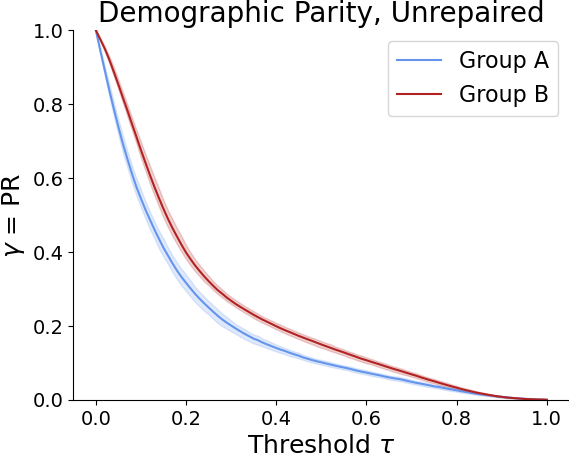 Demographic Parity, Unrepaired
Group A
Group B
γ = PR
1.0
0.8
0.6
0.4
0.2
0.0
0.0 0.2 0.4 0.6 0.8 1.0
Threshold τ